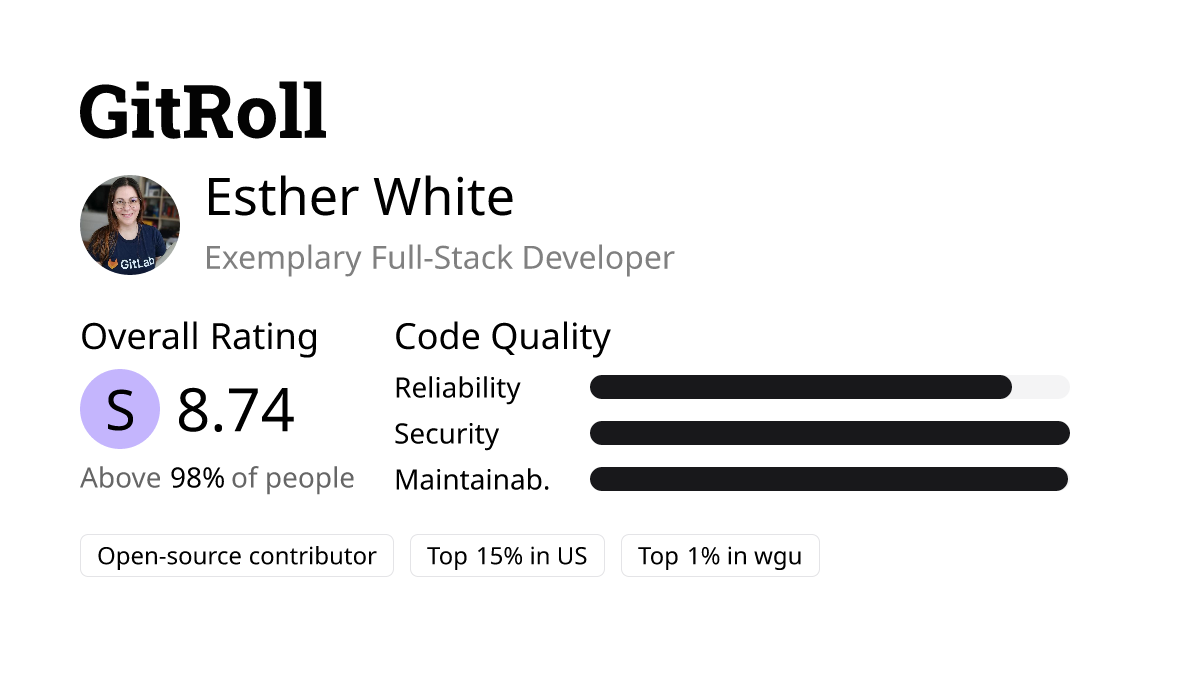 GitRoll
Esther White
Exemplary Full-Stack Developer
GitLab
Overall Rating
S 8.74
Above 98% of people
Code Quality
Reliability
Security
Maintainab.
Open-source contributor
Top 15% in US
Top 1% in wgu